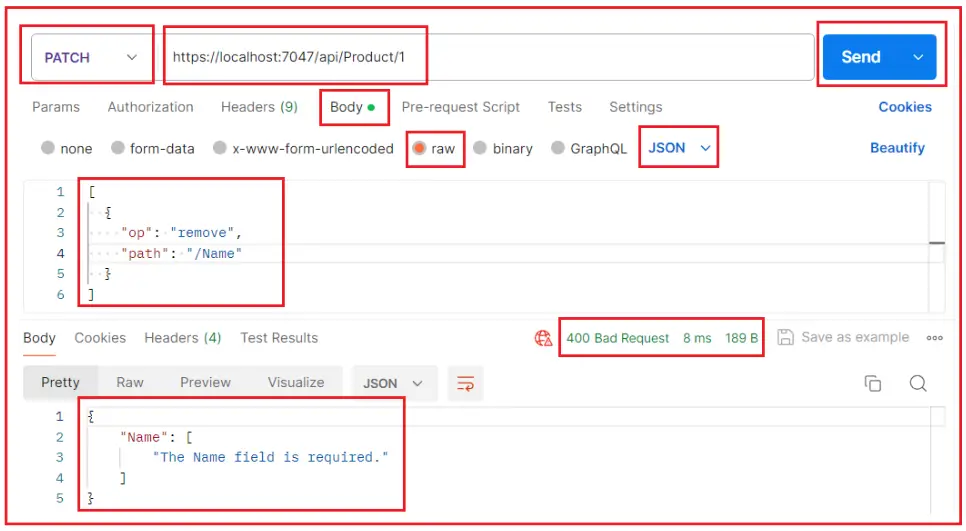 PATCH https://localhost:7047/api/Product/1 Send
Params Authorization Headers (9) Body Pre-request Script Tests Settings Cookies
none form-data x-www-form-urlencoded raw binary GraphQL JSON Beautify
1 [
2 {
3 "op": "remove",
4 "path": "/Name"
5 }
6 ]
Body Cookies Headers (4) Test Results 400 Bad Request 8 ms 189 B Save as example
Pretty Raw Preview Visualize JSON
1 {
2 "Name": [
3 "The Name field is required."
4 ]
5 }